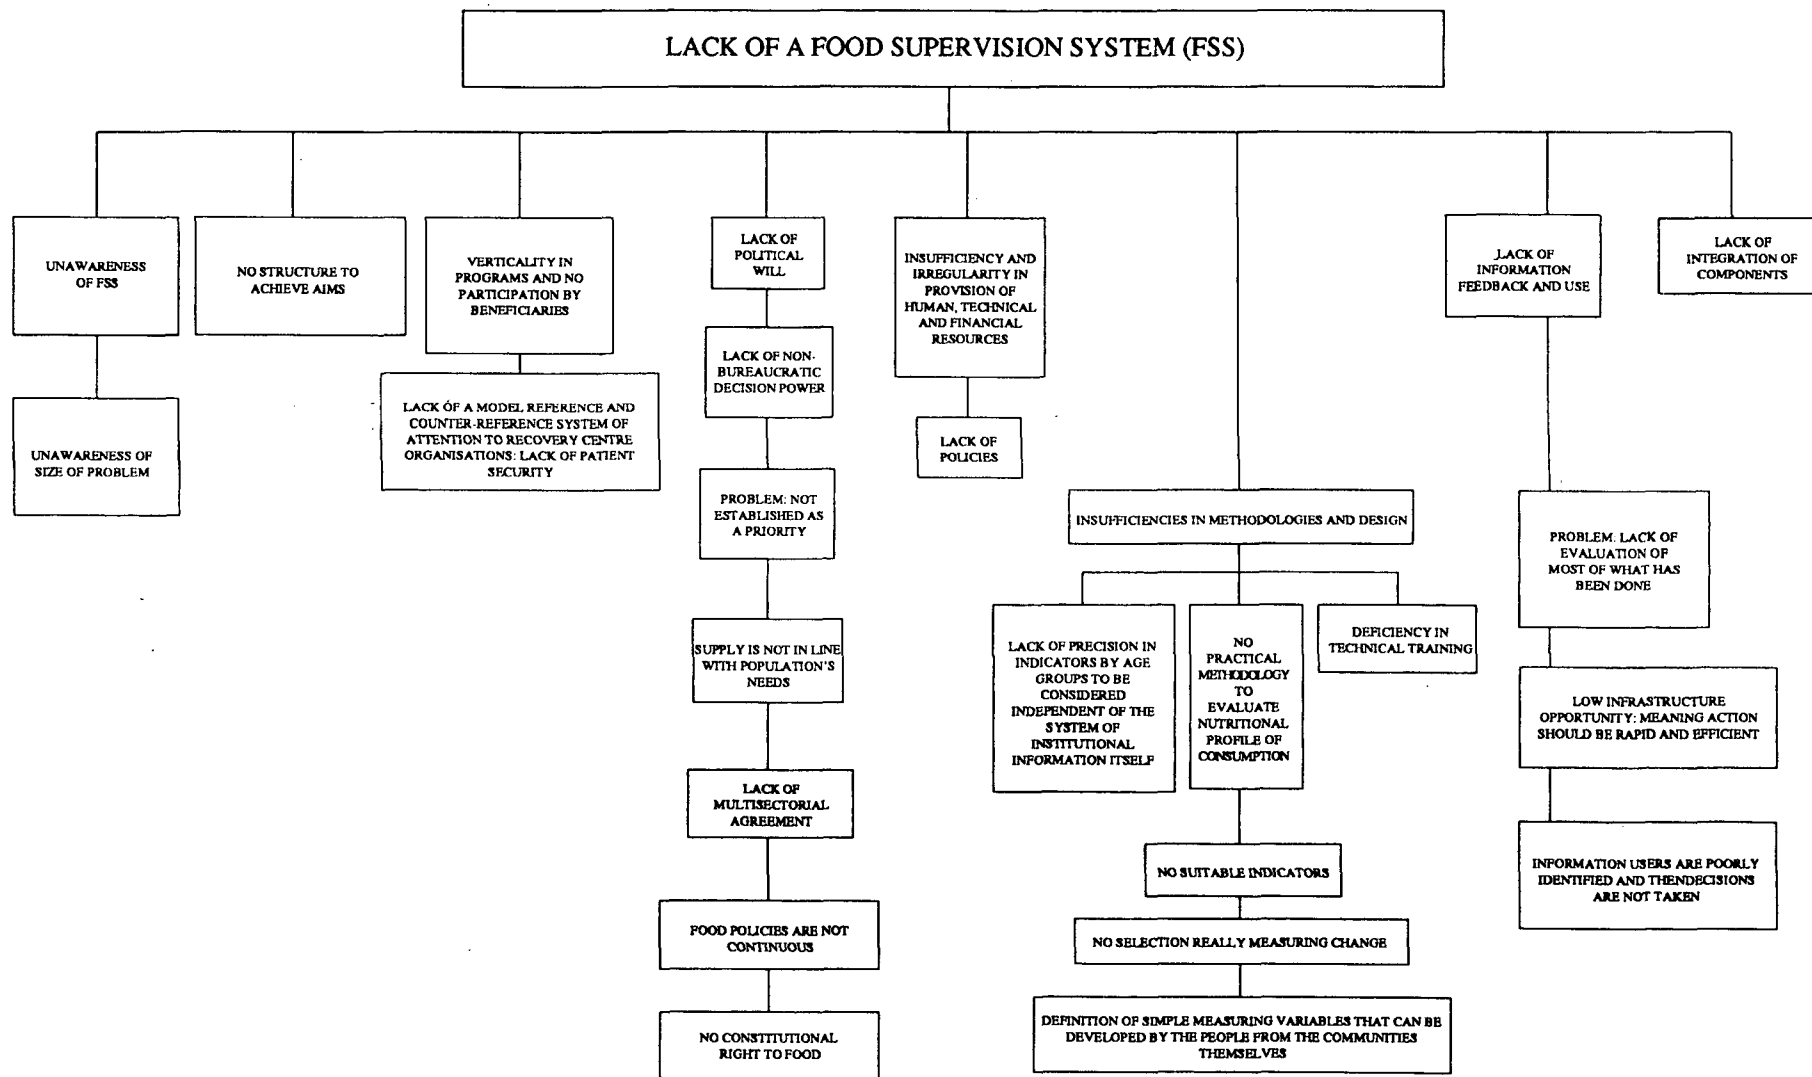 LACK OF A FOOD SUPERVISION SYSTEM (FSS)
UNAWARENESS
OF FSS
UNAWARENESS OF
SIZE OF PROBLEM
NO STRUCTURE TO
ACHIEVE AIMS
VERTICALITY IN
PROGRAMS AND NO
PARTICIPATION BY
BENEFICIARIES
LACK OF A MODEL REFERENCE AND
COUNTER-REFERENCE SYSTEM OF
ATTENTION TO RECOVERY CENTRE
ORGANISATIONS: LACK OF PATIENT
SECURITY
LACK OF
POLITICAL
WILL
LACK OF NON-
BUREAUCRATIC
DECISION POWER
PROBLEM: NOT
ESTABLISHED AS
A PRIORITY
SUPPLY IS NOT IN LINE
WITH POPULATION'S
NEEDS
LACK OF
MULTISECTORIAL
AGREEMENT
FOOD POLICIES ARE NOT
CONTINUOUS
NO CONSTITUTIONAL
RIGHT TO FOOD
INSUFFICIENCY AND
IRREGULARITY IN
PROVISION OF
HUMAN, TECHNICAL
AND FINANCIAL
RESOURCES
LACK OF
POLICIES
INSUFFICIENCIES IN METHODOLOGIES AND DESIGN
LACK OF PRECISION IN
INDICATORS BY AGE
GROUPS TO BE
CONSIDERED
INDEPENDENT OF THE
SYSTEM OF
INSTITUTIONAL
INFORMATION ITSELF
NO
PRACTICAL
METHODOLOGY
TO
EVALUATE
NUTRITIONAL
PROFILE OF
CONSUMPTION
DEFICIENCY IN
TECHNICAL TRAINING
NO SUITABLE INDICATORS
NO SELECTION REALLY MEASURING CHANGE
DEFINITION OF SIMPLE MEASURING VARIABLES THAT CAN BE
DEVELOPED BY THE PEOPLE FROM THE COMMUNITIES
THEMSELVES
LACK OF
INFORMATION
FEEDBACK AND USE
PROBLEM: LACK OF
EVALUATION OF
MOST OF WHAT HAS
BEEN DONE
LOW INFRASTRUCTURE
OPPORTUNITY: MEANING ACTION
SHOULD BE RAPID AND EFFICIENT
INFORMATION USERS ARE POORLY
IDENTIFIED AND THENDECISIONS
ARE NOT TAKEN
LACK OF
INTEGRATION OF
COMPONENTS